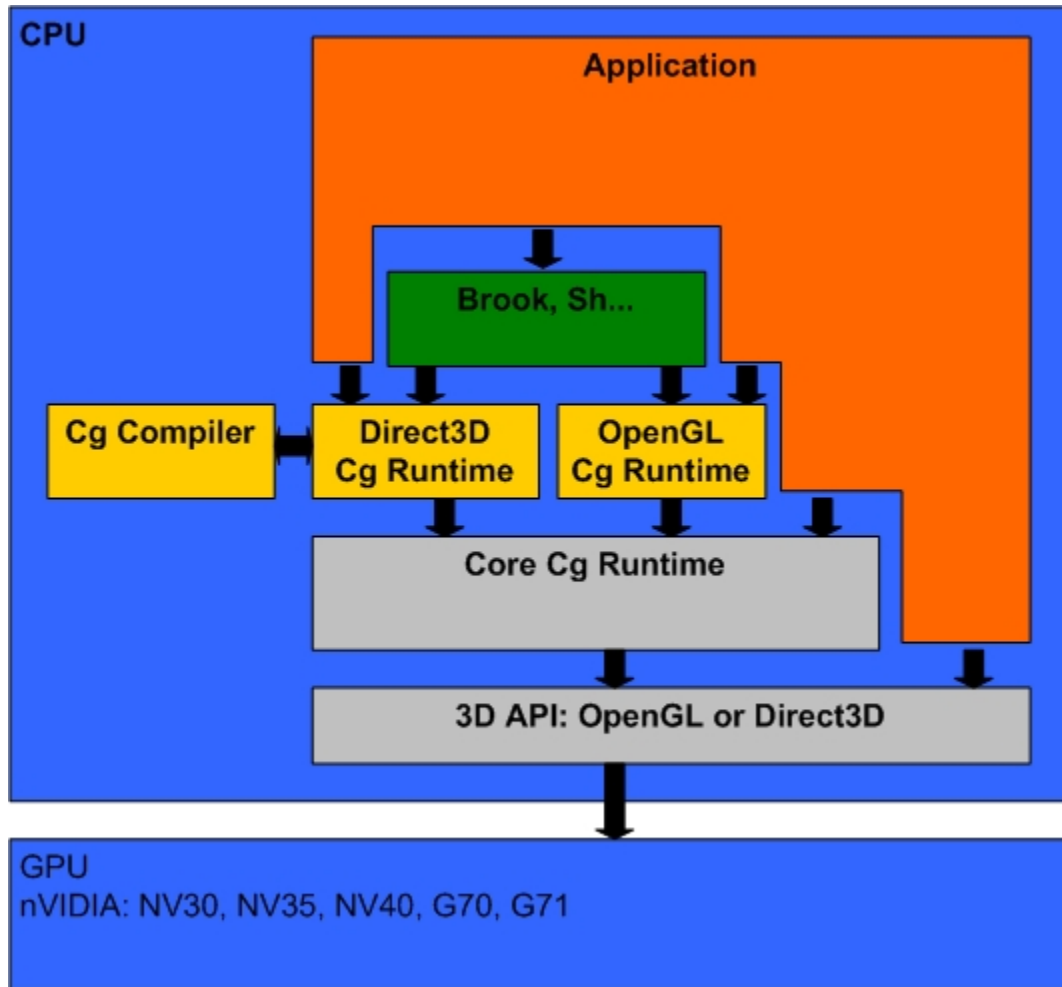 CPU
Application
Brook, Sh...
Cg Compiler
Direct3D
Cg Runtime
OpenGL
Cg Runtime
Core Cg Runtime
3D API: OpenGL or Direct3D
GPU
nVIDIA: NV30, NV35, NV40, G70, G71